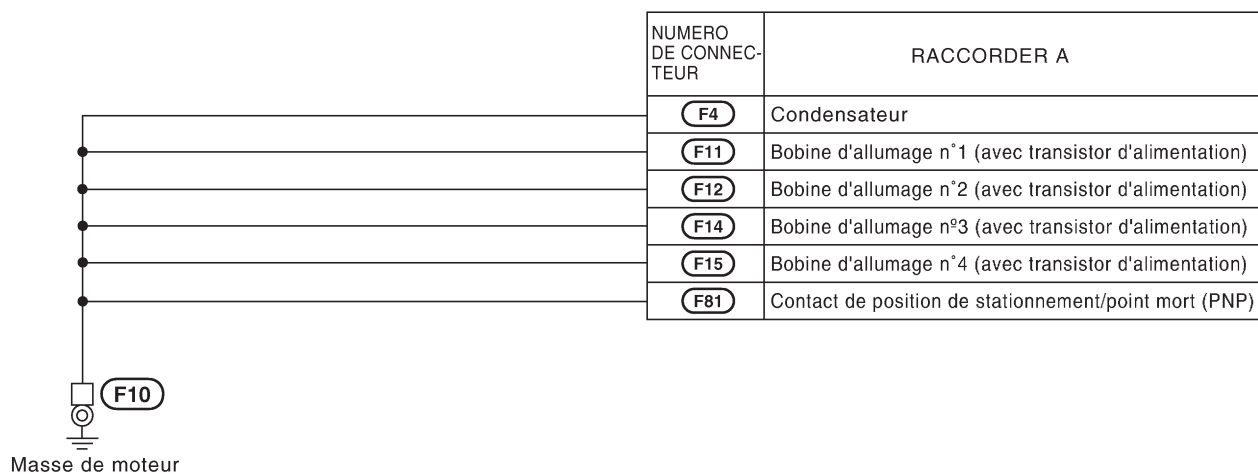 NUMERO
DE CONNEC-
TEUR
RACCORDER A
F4 Condensateur
F11 Bobine d'allumage n˚1 (avec transistor d'alimentation)
F12 Bobine d'allumage n˚2 (avec transistor d'alimentation)
F14 Bobine d'allumage nº3 (avec transistor d'alimentation)
F15 Bobine d'allumage n˚4 (avec transistor d'alimentation)
F81 Contact de position de stationnement/point mort (PNP)
F10
Masse de moteur